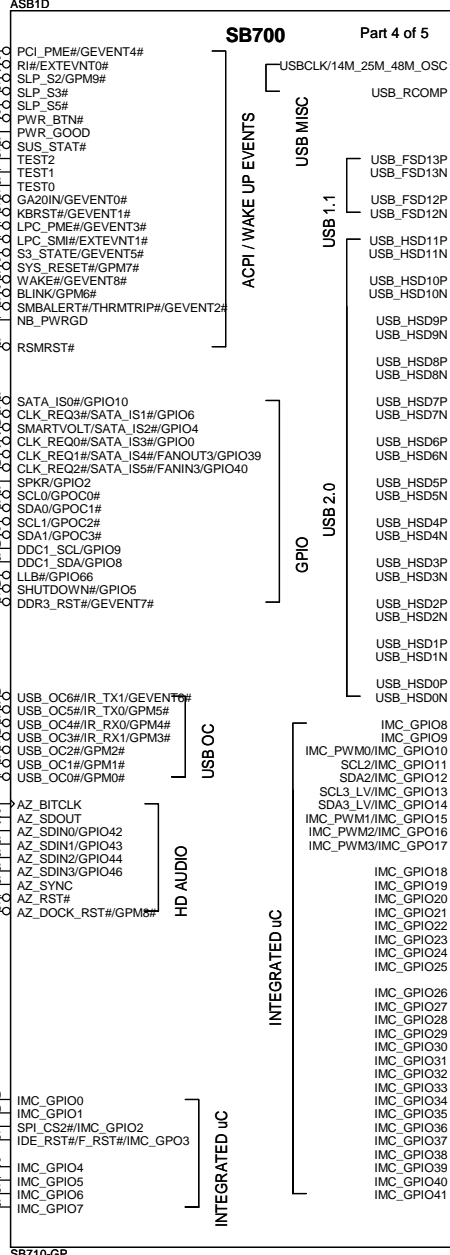 ASB1D
SB700
Part 4 of 5
PCI_PME#/GEVENT4#
RI#/EXTEVNT0#
SLP_S2/GPM9#
SLP_S3#
SLP_S5#
PWR_BTN#
PWR_GOOD
SUS_STAT#
TEST2
TEST1
TEST0
GA20IN/GEVENT0#
KBRST#/GEVENT1#
LPC_PME#/GEVENT3#
LPC_SMI#/EXTEVNT1#
S3_STATE/GEVENT5#
SYS_RESET#/GPM7#
WAKE#/GEVENT8#
BLINK/GPM6#
SMBALERT#/THRMTRIP#/GEVENT2#
NB_PWRGD
RSMRST#
ACPI / WAKE UP EVENTS
SATA_IS0#/GPIO10
CLK_REQ3#/SATA_IS1#/GPIO6
SMARTVOLT/SATA_IS2#/GPIO4
CLK_REQ0#/SATA_IS3#/GPIO0
CLK_REQ1#/SATA_IS4#/FANOUT3/GPIO39
CLK_REQ2#/SATA_IS5#/FANIN3/GPIO40
SPKR/GPIO2
SCL0/GPOC0#
SDA0/GPOC1#
SCL1/GPOC2#
SDA1/GPOC3#
DDC1_SCL/GPIO9
DDC1_SDA/GPIO8
LLB#/GPIO66
SHUTDOWN#/GPIO5
DDR3_RST#/GEVENT7#
GPIO
USB_OC6#/IR_TX1/GEVENT6#
USB_OC5#/IR_TX0/GPM5#
USB_OC4#/IR_RX0/GPM4#
USB_OC3#/IR_RX1/GPM3#
USB_OC2#/GPM2#
USB_OC1#/GPM1#
USB_OC0#/GPM0#
USB OC
AZ_BITCLK
AZ_SDOUT
AZ_SDIN0/GPIO42
AZ_SDIN1/GPIO43
AZ_SDIN2/GPIO44
AZ_SDIN3/GPIO46
AZ_SYNC
AZ_RST#
AZ_DOCK_RST#/GPM8#
HD AUDIO
IMC_GPIO0
IMC_GPIO1
SPI_CS2#/IMC_GPIO2
IDE_RST#/F_RST#/IMC_GPO3
IMC_GPIO4
IMC_GPIO5
IMC_GPIO6
IMC_GPIO7
INTEGRATED uC
USBCLK/14M_25M_48M_OSC
USB_RCOMP
USB MISC
USB_FSD13P
USB_FSD13N
USB_FSD12P
USB_FSD12N
USB 1.1
USB_HSD11P
USB_HSD11N
USB_HSD10P
USB_HSD10N
USB_HSD9P
USB_HSD9N
USB_HSD8P
USB_HSD8N
USB_HSD7P
USB_HSD7N
USB_HSD6P
USB_HSD6N
USB_HSD5P
USB_HSD5N
USB_HSD4P
USB_HSD4N
USB_HSD3P
USB_HSD3N
USB_HSD2P
USB_HSD2N
USB_HSD1P
USB_HSD1N
USB_HSD0P
USB_HSD0N
USB 2.0
IMC_GPIO8
IMC_GPIO9
IMC_PWM0/IMC_GPIO10
SCL2/IMC_GPIO11
SDA2/IMC_GPIO12
SCL3_LV/IMC_GPIO13
SDA3_LV/IMC_GPIO14
IMC_PWM1/IMC_GPIO15
IMC_PWM2/IMC_GPO16
IMC_PWM3/IMC_GPO17
IMC_GPIO18
IMC_GPIO19
IMC_GPIO20
IMC_GPIO21
IMC_GPIO22
IMC_GPIO23
IMC_GPIO24
IMC_GPIO25
IMC_GPIO26
IMC_GPIO27
IMC_GPIO28
IMC_GPIO29
IMC_GPIO30
IMC_GPIO31
IMC_GPIO32
IMC_GPIO33
IMC_GPIO34
IMC_GPIO35
IMC_GPIO36
IMC_GPIO37
IMC_GPIO38
IMC_GPIO39
IMC_GPIO40
IMC_GPIO41
INTEGRATED uC
SB710-GP